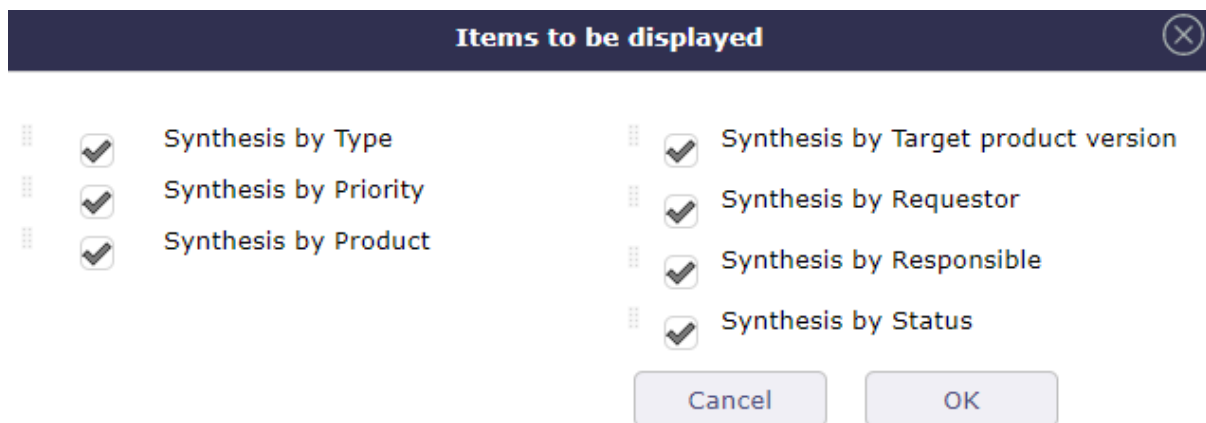 Items to be displayed
Synthesis by Type
Synthesis by Priority
Synthesis by Product
Synthesis by Target product version
Synthesis by Requestor
Synthesis by Responsible
Synthesis by Status
Cancel
OK